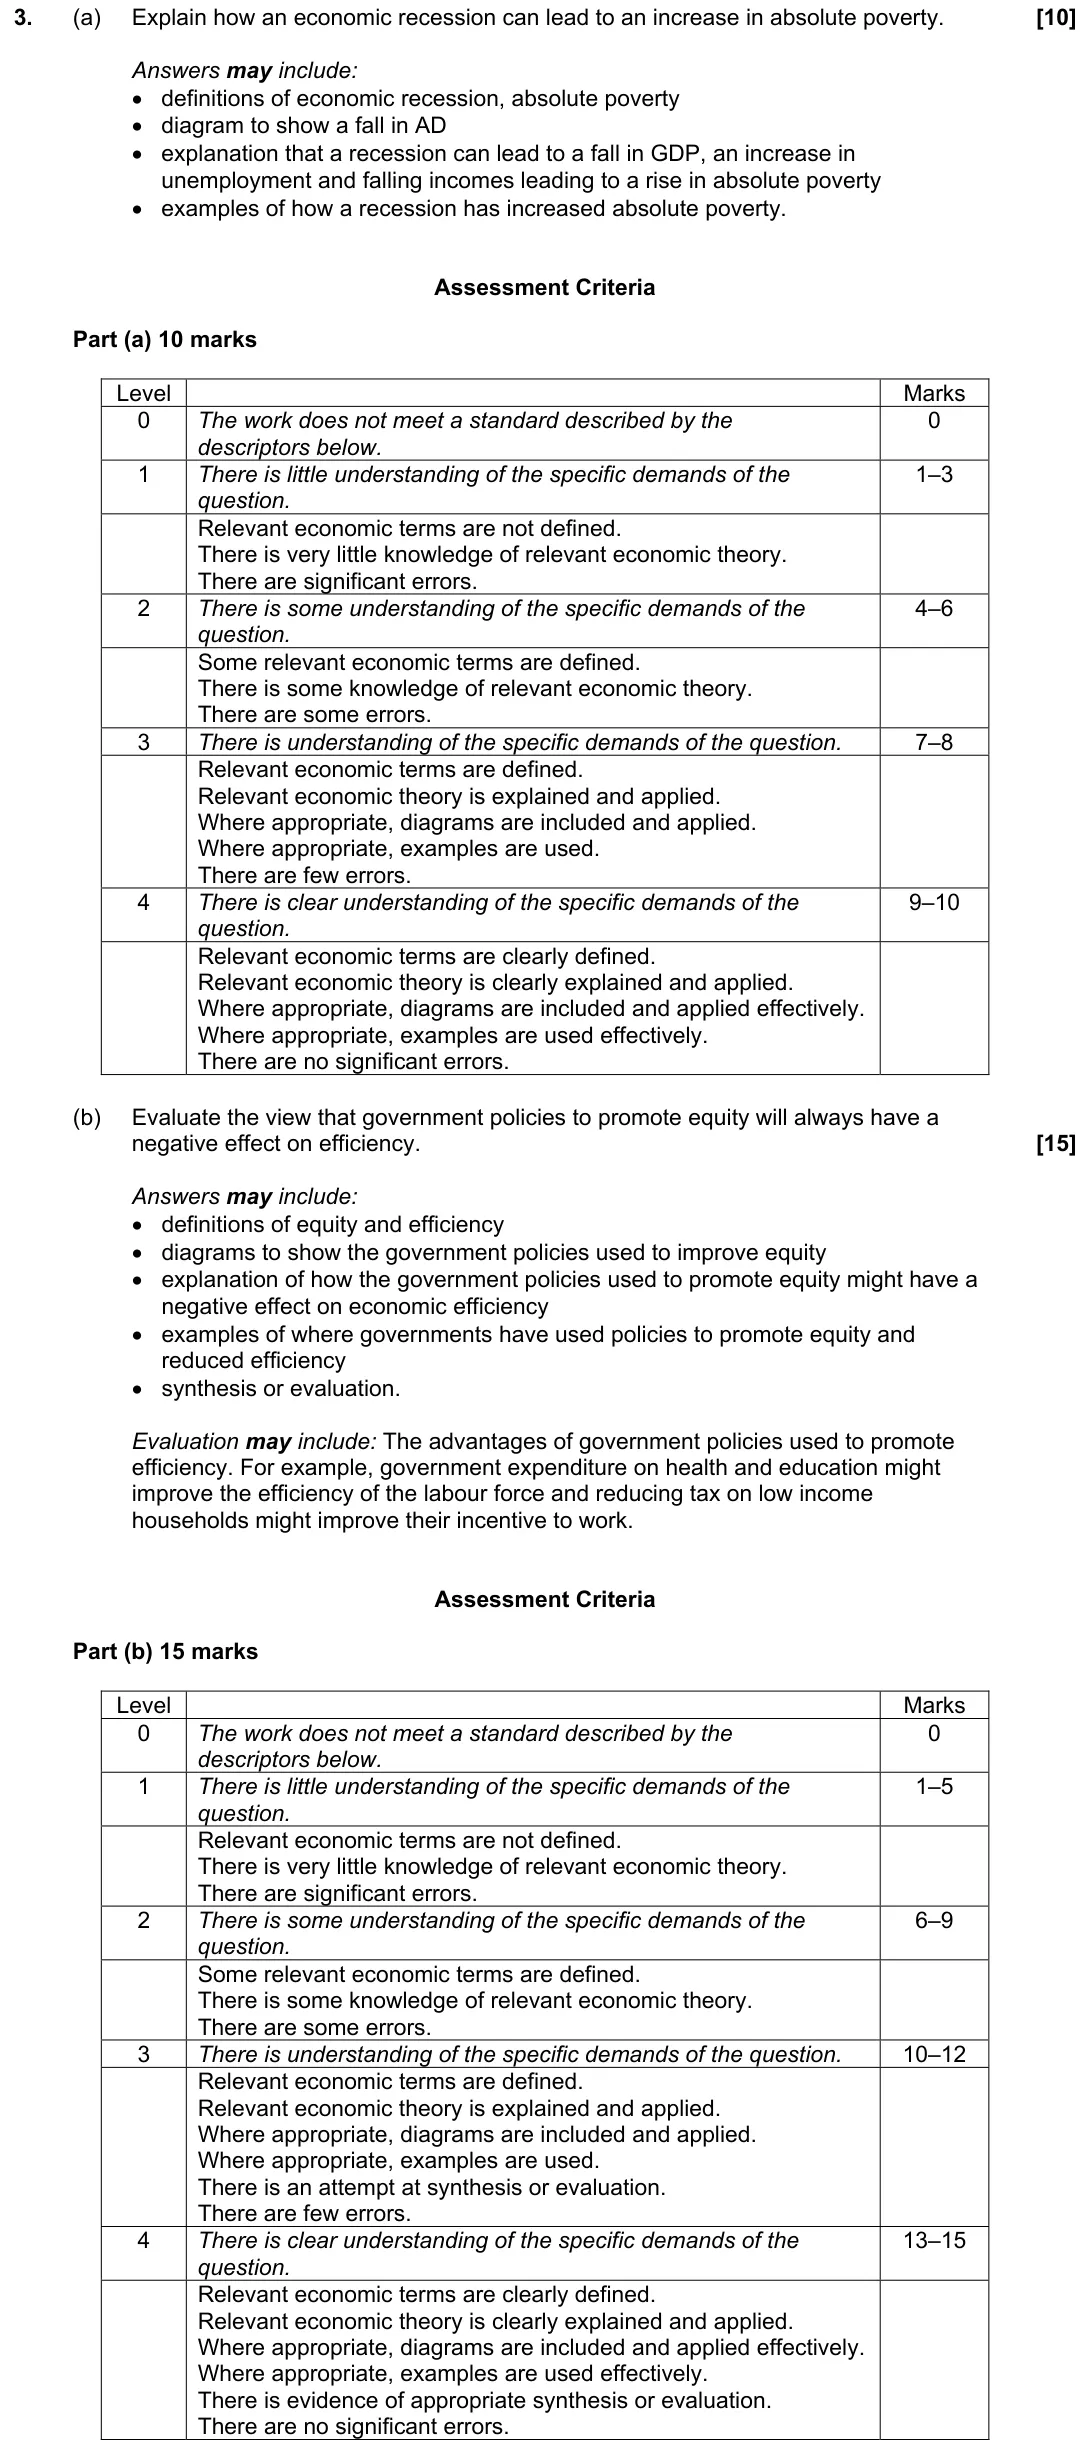 3. (a) Explain how an economic recession can lead to an increase in absolute poverty. [10]
Answers may include:
• definitions of economic recession, absolute poverty
• diagram to show a fall in AD
• explanation that a recession can lead to a fall in GDP, an increase in
unemployment and falling incomes leading to a rise in absolute poverty
• examples of how a recession has increased absolute poverty.
Assessment Criteria
Part (a) 10 marks
Level Marks
0 The work does not meet a standard described by the 0
descriptors below.
1 There is little understanding of the specific demands of the 1–3
question.
Relevant economic terms are not defined.
There is very little knowledge of relevant economic theory.
There are significant errors.
2 There is some understanding of the specific demands of the 4–6
question.
Some relevant economic terms are defined.
There is some knowledge of relevant economic theory.
There are some errors.
3 There is understanding of the specific demands of the question. 7–8
Relevant economic terms are defined.
Relevant economic theory is explained and applied.
Where appropriate, diagrams are included and applied.
Where appropriate, examples are used.
There are few errors.
4 There is clear understanding of the specific demands of the 9–10
question.
Relevant economic terms are clearly defined.
Relevant economic theory is clearly explained and applied.
Where appropriate, diagrams are included and applied effectively.
Where appropriate, examples are used effectively.
There are no significant errors.
(b) Evaluate the view that government policies to promote equity will always have a
negative effect on efficiency. [15]
Answers may include:
• definitions of equity and efficiency
• diagrams to show the government policies used to improve equity
• explanation of how the government policies used to promote equity might have a
negative effect on economic efficiency
• examples of where governments have used policies to promote equity and
reduced efficiency
• synthesis or evaluation.
Evaluation may include: The advantages of government policies used to promote
efficiency. For example, government expenditure on health and education might
improve the efficiency of the labour force and reducing tax on low income
households might improve their incentive to work.
Assessment Criteria
Part (b) 15 marks
Level Marks
0 The work does not meet a standard described by the 0
descriptors below.
1 There is little understanding of the specific demands of the 1–5
question.
Relevant economic terms are not defined.
There is very little knowledge of relevant economic theory.
There are significant errors.
2 There is some understanding of the specific demands of the 6–9
question.
Some relevant economic terms are defined.
There is some knowledge of relevant economic theory.
There are some errors.
3 There is understanding of the specific demands of the question. 10–12
Relevant economic terms are defined.
Relevant economic theory is explained and applied.
Where appropriate, diagrams are included and applied.
Where appropriate, examples are used.
There is an attempt at synthesis or evaluation.
There are few errors.
4 There is clear understanding of the specific demands of the 13–15
question.
Relevant economic terms are clearly defined.
Relevant economic theory is clearly explained and applied.
Where appropriate, diagrams are included and applied effectively.
Where appropriate, examples are used effectively.
There is evidence of appropriate synthesis or evaluation.
There are no significant errors.